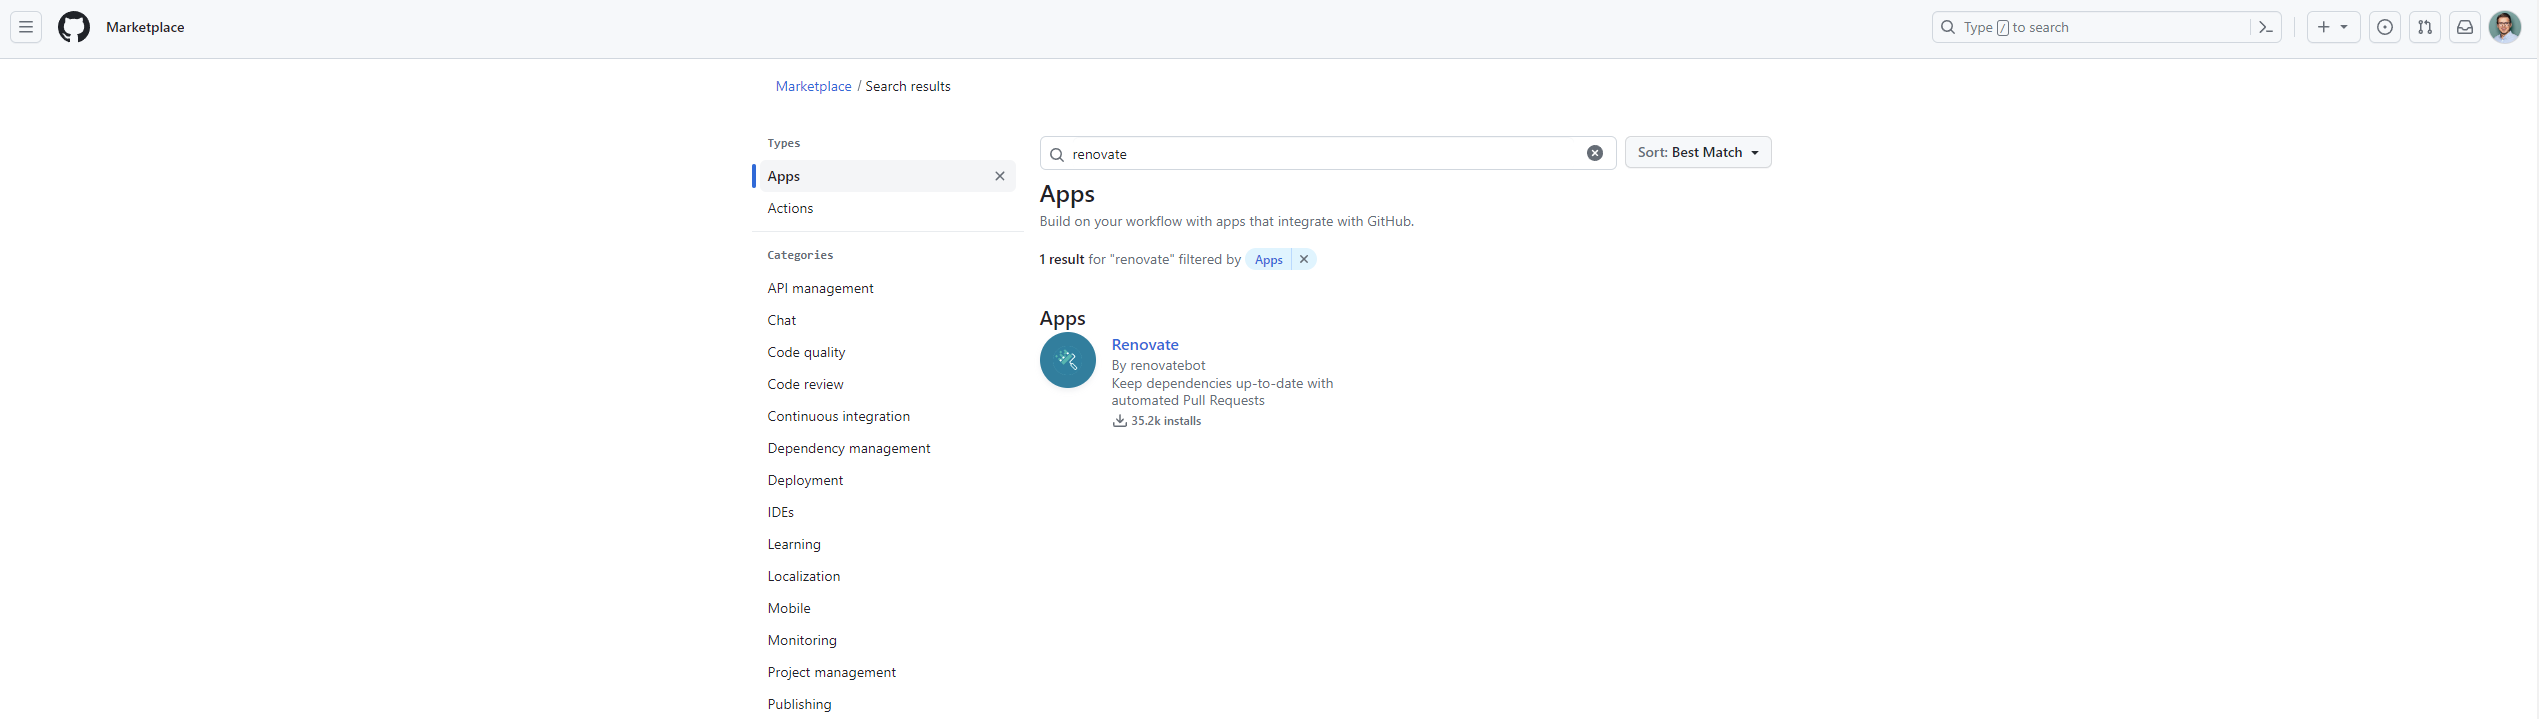 Marketplace
Type / to search
Marketplace / Search results
Types
Apps
Actions
Categories
API management
Chat
Code quality
Code review
Continuous integration
Dependency management
Deployment
IDEs
Learning
Localization
Mobile
Monitoring
Project management
Publishing
renovate
Sort: Best Match
Apps
Build on your workflow with apps that integrate with GitHub.
1 result for "renovate" filtered by Apps
Apps
Renovate
By renovatebot
Keep dependencies up-to-date with
automated Pull Requests
35.2k installs